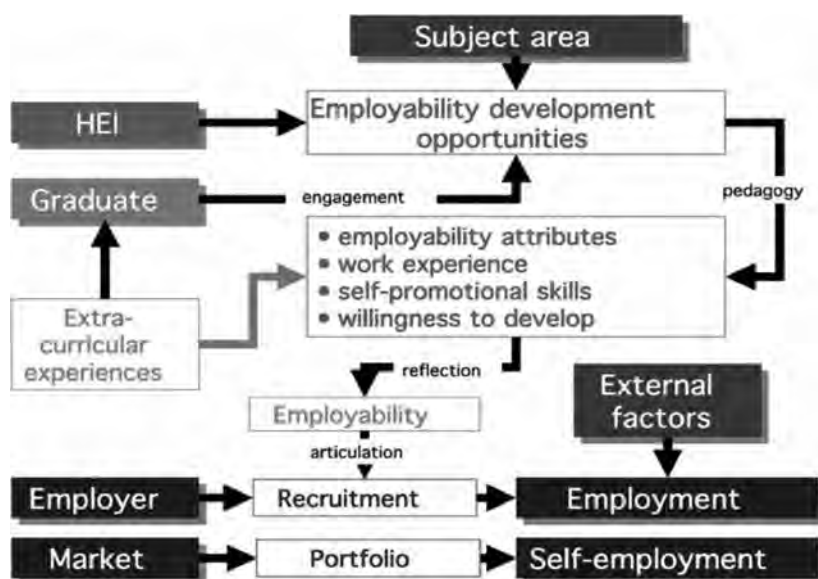 Subject area
HEI
Employability development
opportunities
Graduate
engagement
pedagogy
• employability attributes
• work experience
• self-promotional skills
• willingness to develop
Extra-
curricular
experiences
reflection
Employability
External
factors
articulation
Employer
Recruitment
Employment
Market
Portfolio
Self-employment